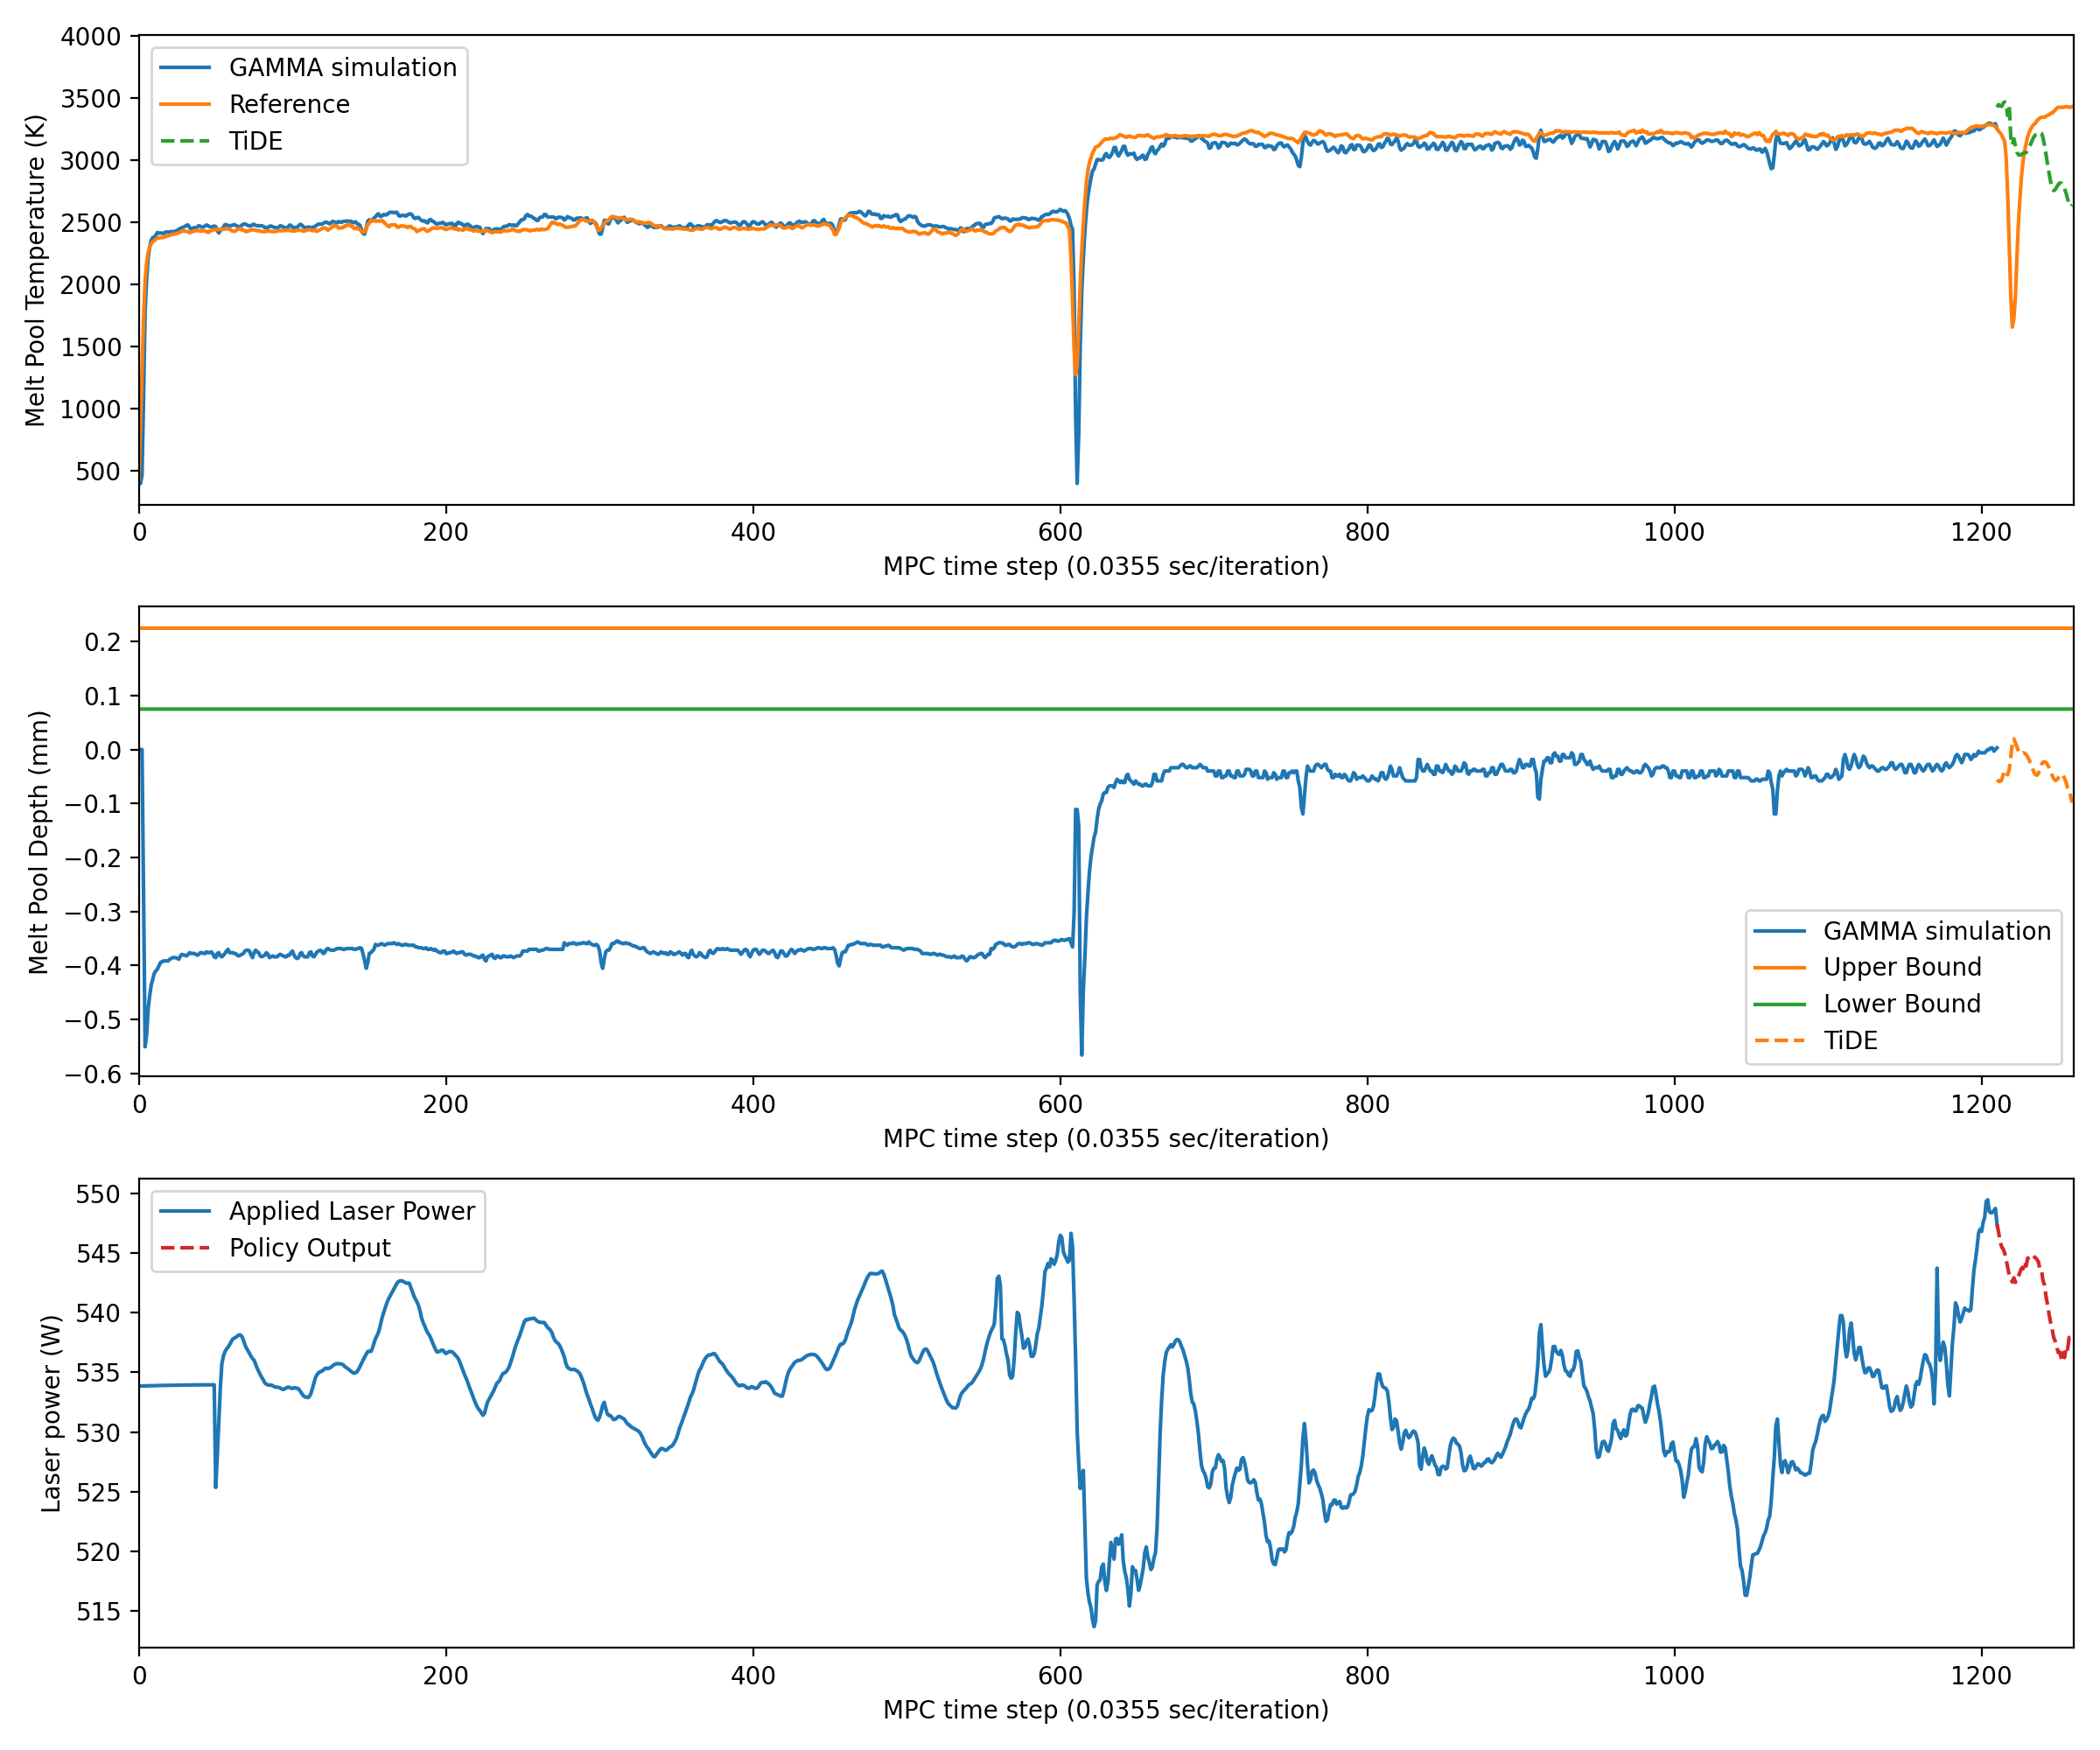 4000
3500
3000
2500
2000
1500
1000
500
Melt Pool Temperature (K)
GAMMA simulation
Reference
TiDE
0 200 400 600 800 1000 1200
MPC time step (0.0355 sec/iteration)
0.2
0.1
0.0
−0.1
−0.2
−0.3
−0.4
−0.5
−0.6
Melt Pool Depth (mm)
GAMMA simulation
Upper Bound
Lower Bound
TiDE
0 200 400 600 800 1000 1200
MPC time step (0.0355 sec/iteration)
550
545
540
535
530
525
520
515
Laser power (W)
Applied Laser Power
Policy Output
0 200 400 600 800 1000 1200
MPC time step (0.0355 sec/iteration)